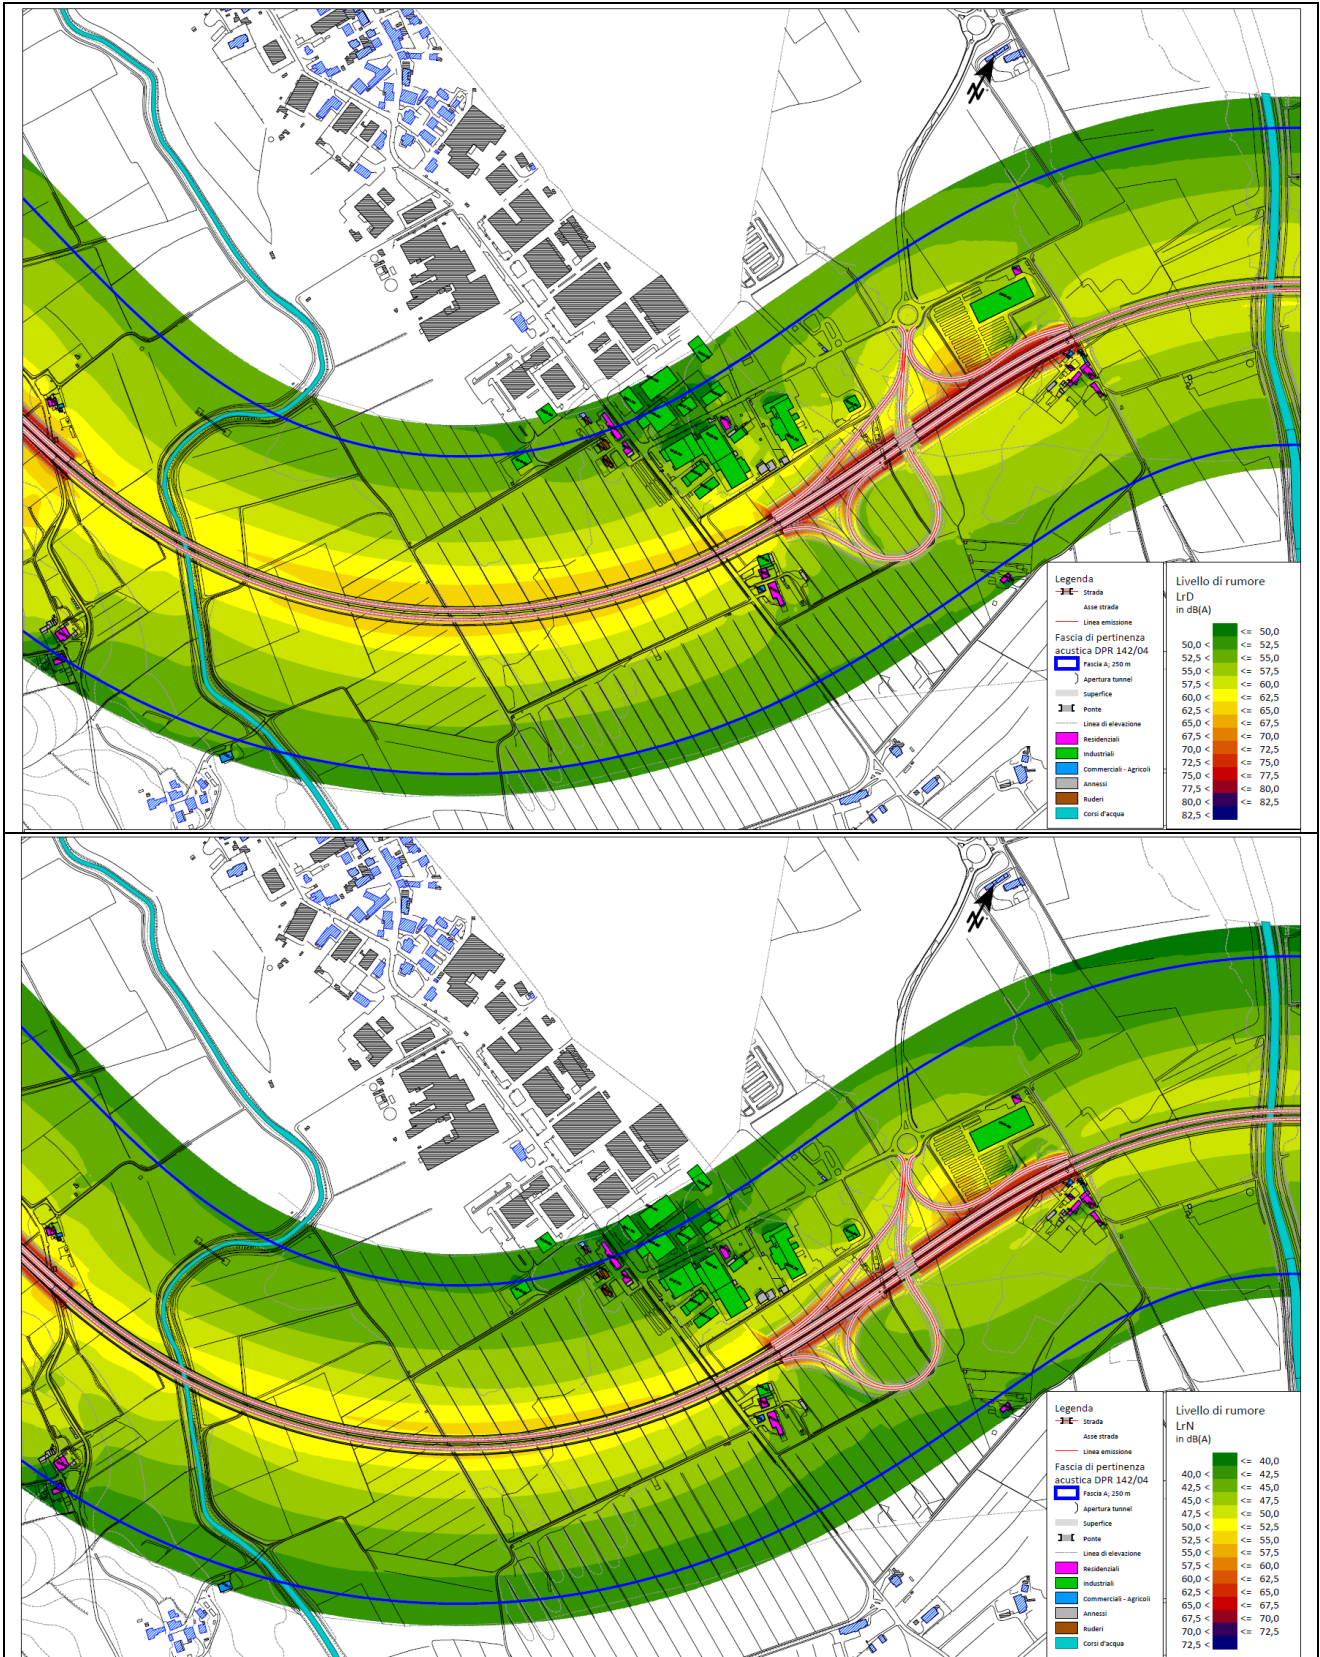 N
Legenda
Strada
Asse strada
Linea emissione
Fascia di pertinenza
acustica DPR 142/04
Fascia A; 250 m
Apertura tunnel
Superfice
Ponte
Linea di elevazione
Residenziali
Industriali
Commerciali - Agricoli
Annessi
Ruderi
Corsi d'acqua
Livello di rumore
LrD
in dB(A)
<= 50,0
50,0 < <= 52,5
52,5 < <= 55,0
55,0 < <= 57,5
57,5 < <= 60,0
60,0 < <= 62,5
62,5 < <= 65,0
65,0 < <= 67,5
67,5 < <= 70,0
70,0 < <= 72,5
72,5 < <= 75,0
75,0 < <= 77,5
77,5 < <= 80,0
80,0 < <= 82,5
82,5 <
N
Legenda
Strada
Asse strada
Linea emissione
Fascia di pertinenza
acustica DPR 142/04
Fascia A; 250 m
Apertura tunnel
Superfice
Ponte
Linea di elevazione
Residenziali
Industriali
Commerciali - Agricoli
Annessi
Ruderi
Corsi d'acqua
Livello di rumore
LrN
in dB(A)
<= 40,0
40,0 < <= 42,5
42,5 < <= 45,0
45,0 < <= 47,5
47,5 < <= 50,0
50,0 < <= 52,5
52,5 < <= 55,0
55,0 < <= 57,5
57,5 < <= 60,0
60,0 < <= 62,5
62,5 < <= 65,0
65,0 < <= 67,5
67,5 < <= 70,0
70,0 < <= 72,5
72,5 <